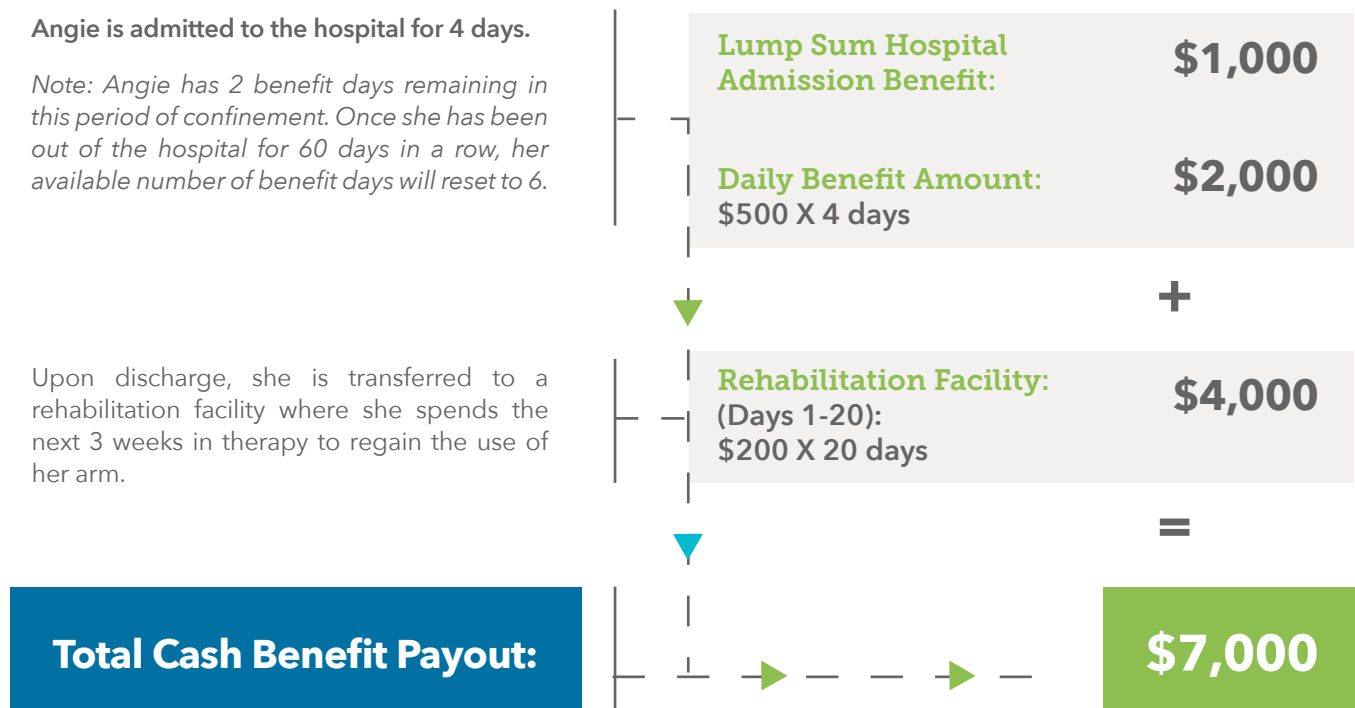 Angie is admitted to the hospital for 4 days.
Note: Angie has 2 benefit days remaining in
this period of confinement. Once she has been
out of the hospital for 60 days in a row, her
available number of benefit days will reset to 6.
Lump Sum Hospital
Admission Benefit:
$1,000
Daily Benefit Amount:
$500 X 4 days
$2,000
+
Upon discharge, she is transferred to a
rehabilitation facility where she spends the
next 3 weeks in therapy to regain the use of
her arm.
Rehabilitation Facility:
(Days 1-20):
$200 X 20 days
$4,000
=
Total Cash Benefit Payout:
$7,000